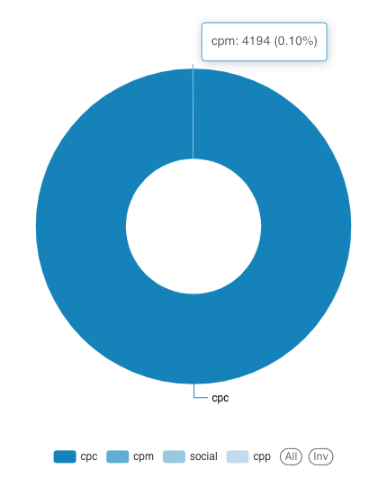 cpm: 4194 (0.10%)
cpc
cpc cpm social cpp All Inv